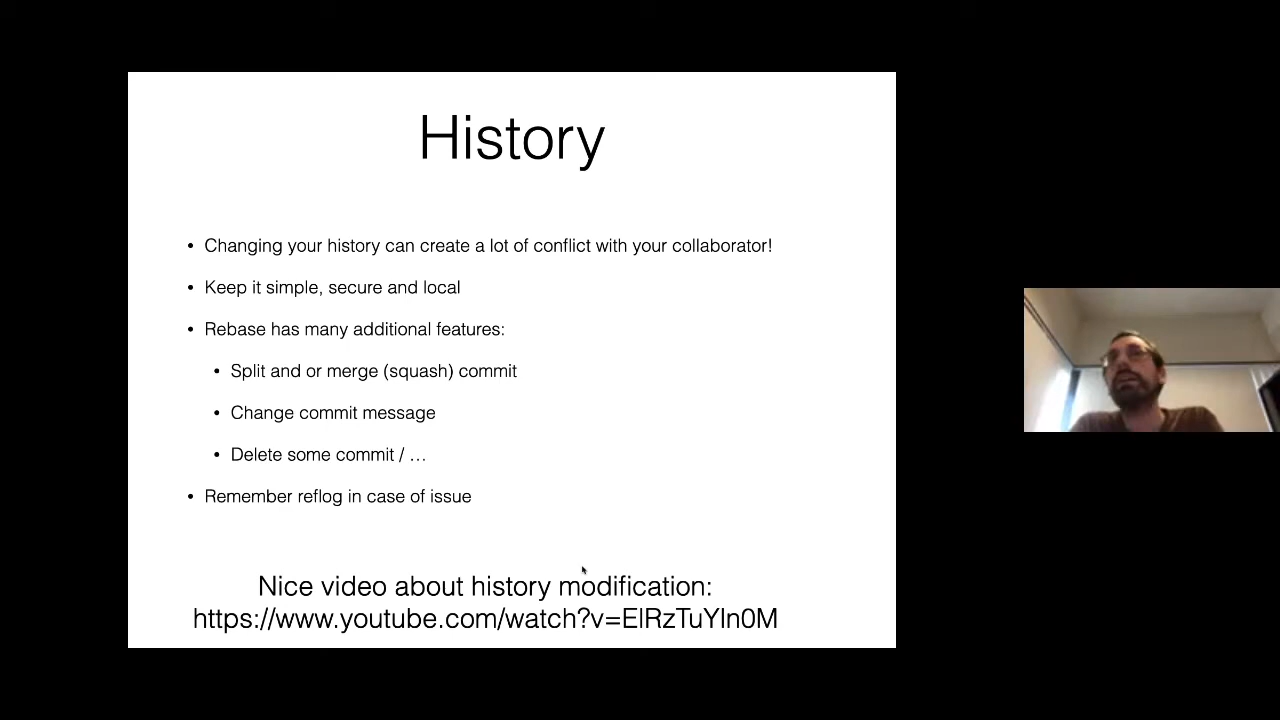 History
• Changing your history can create a lot of conflict with your collaborator!
• Keep it simple, secure and local
• Rebase has many additional features:
• Split and or merge (squash) commit
• Change commit message
• Delete some commit / …
• Remember reflog in case of issue
Nice video about history modification:
https://www.youtube.com/watch?v=ElRzTuYln0M